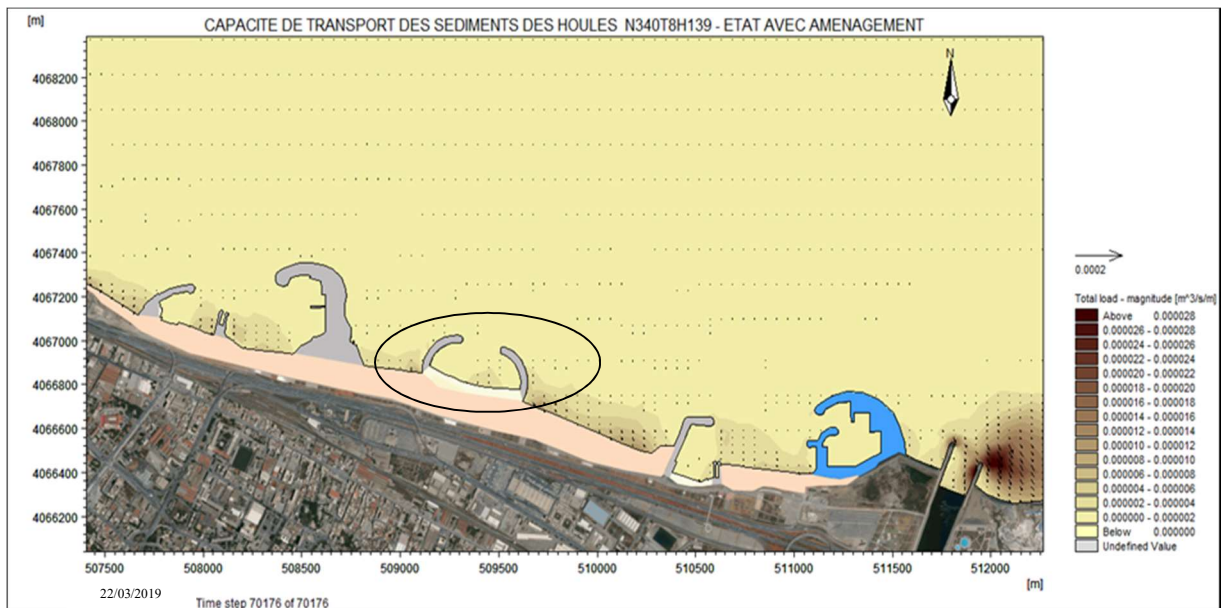 [m]
CAPACITE DE TRANSPORT DES SEDIMENTS DES HOULES N340T8H139 - ETAT AVEC AMENAGEMENT
N
4068200
4068000
4067800
4067600
4067400
4067200
4067000
4066800
4066600
4066400
4066200
0.0002
Total load - magnitude [m^3/s/m]
Above 0.000028
0.000026 - 0.000028
0.000024 - 0.000026
0.000022 - 0.000024
0.000020 - 0.000022
0.000018 - 0.000020
0.000016 - 0.000018
0.000014 - 0.000016
0.000012 - 0.000014
0.000010 - 0.000012
0.000008 - 0.000010
0.000006 - 0.000008
0.000004 - 0.000006
0.000002 - 0.000004
0.000000 - 0.000002
Below 0.000000
Undefined Value
507500 508000 508500 509000 509500 510000 510500 511000 511500 512000
[m]
22/03/2019
Time step 70176 of 70176